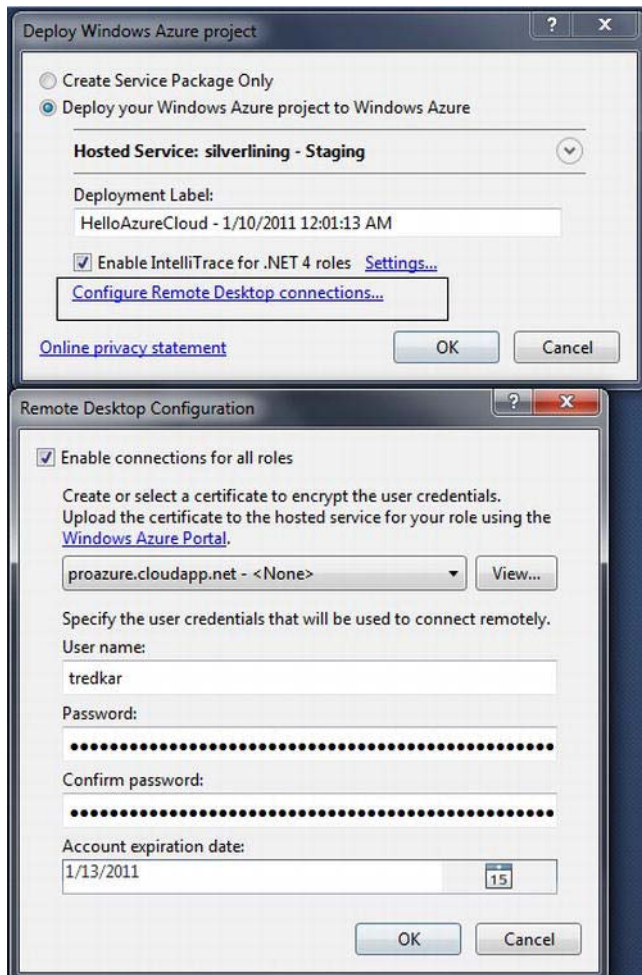 Deploy Windows Azure project
Create Service Package Only
Deploy your Windows Azure project to Windows Azure
Hosted Service: silverlining - Staging
Deployment Label:
HelloAzureCloud - 1/10/2011 12:01:13 AM
Enable IntelliTrace for .NET 4 roles Settings...
Configure Remote Desktop connections...
Online privacy statement OK Cancel
Remote Desktop Configuration
Enable connections for all roles
Create or select a certificate to encrypt the user credentials.
Upload the certificate to the hosted service for your role using the
Windows Azure Portal.
proazure.cloudapp.net - <None> View...
Specify the user credentials that will be used to connect remotely.
User name:
tredkar
Password:
Confirm password:
Account expiration date:
1/13/2011 15
OK Cancel